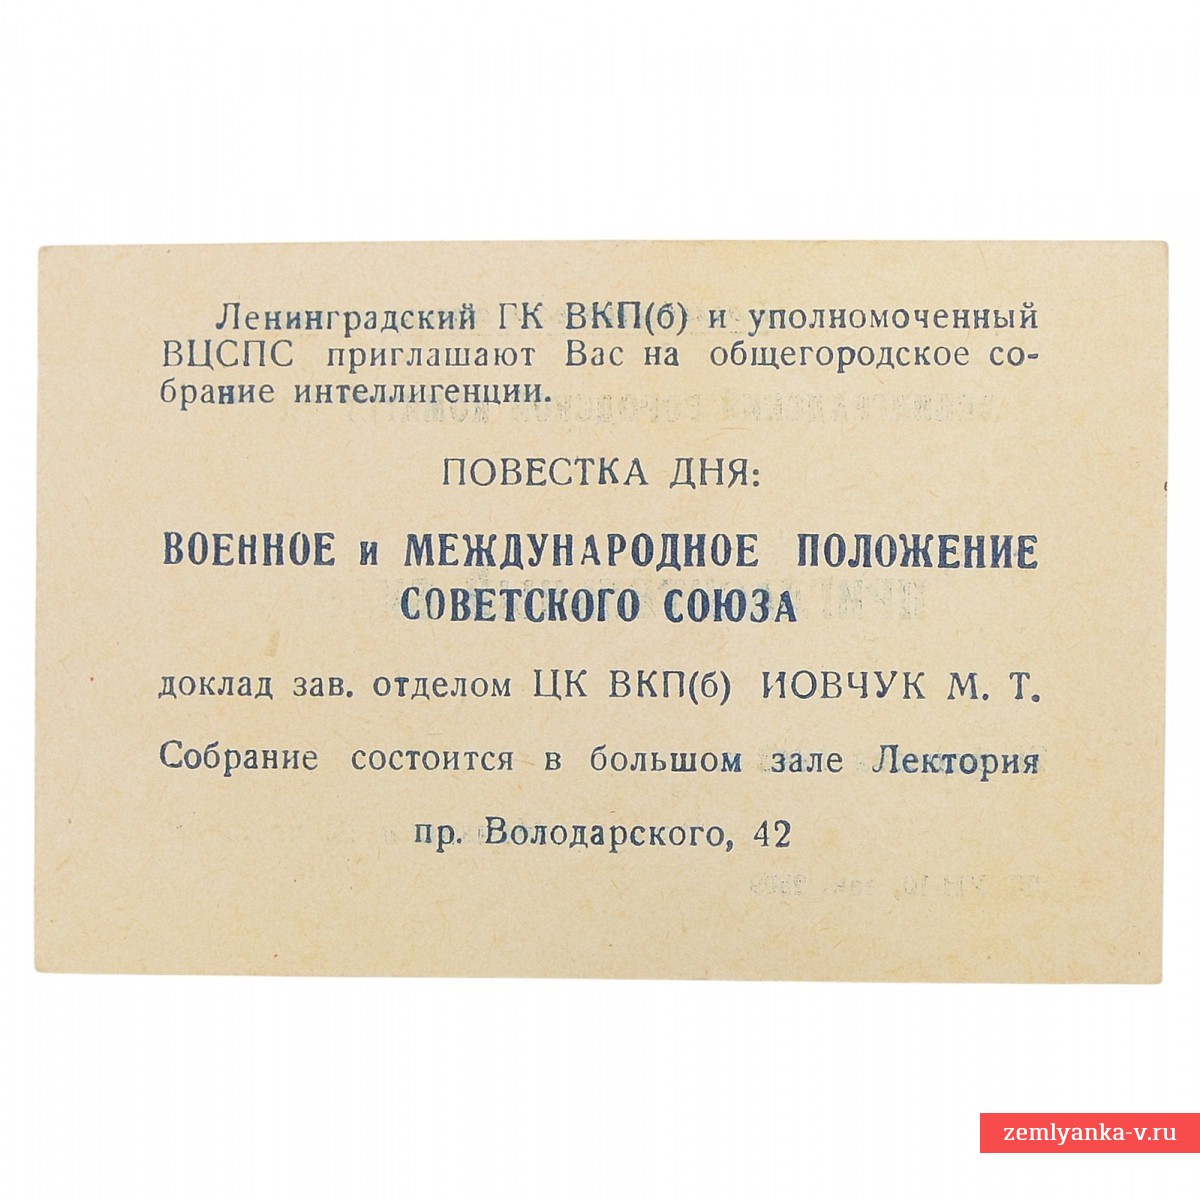 Ленинградский ГК ВКП(б) и уполномоченный
ВЦСПС приглашают Вас на общегородское со-
брание интеллигенции.
ПОВЕСТКА ДНЯ:
ВОЕННОЕ и МЕЖДУНАРОДНОЕ ПОЛОЖЕНИЕ
СОВЕТСКОГО СОЮЗА
доклад зав. отделом ЦК ВКП(б) ИОВЧУК М. Т.
Собрание состоится в большом зале Лектория
пр. Володарского, 42
zemlyanka-v.ru